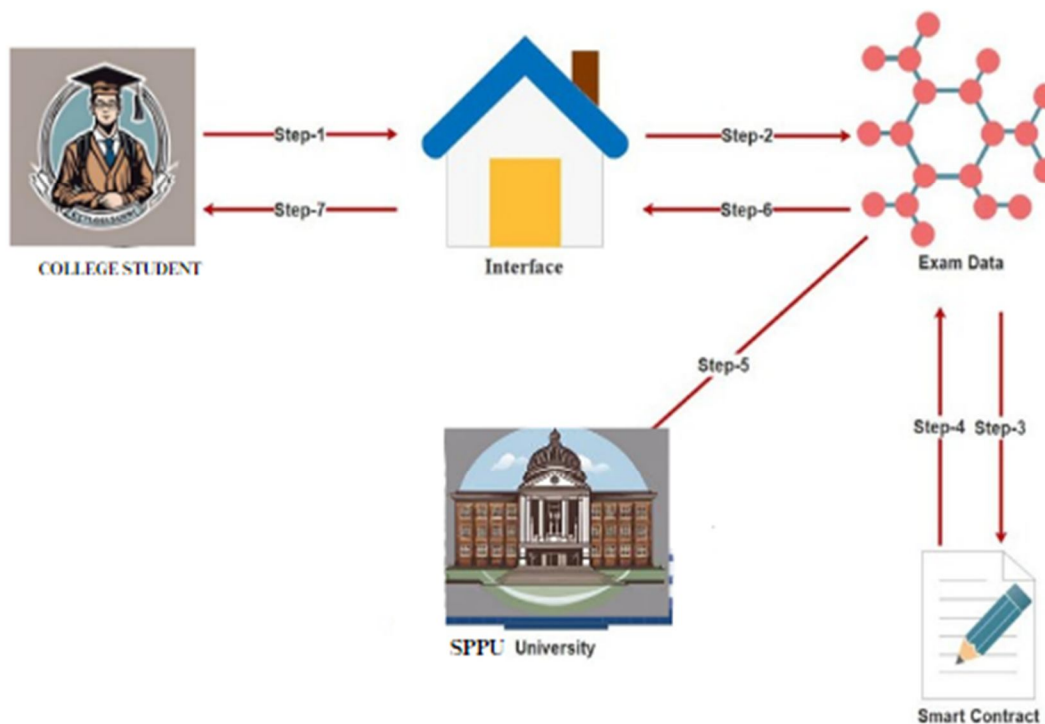 Step-1
Step-2
Step-7
Step-6
COLLEGE STUDENT
Interface
Exam Data
Step-5
Step-4
Step-3
SPPU University
Smart Contract